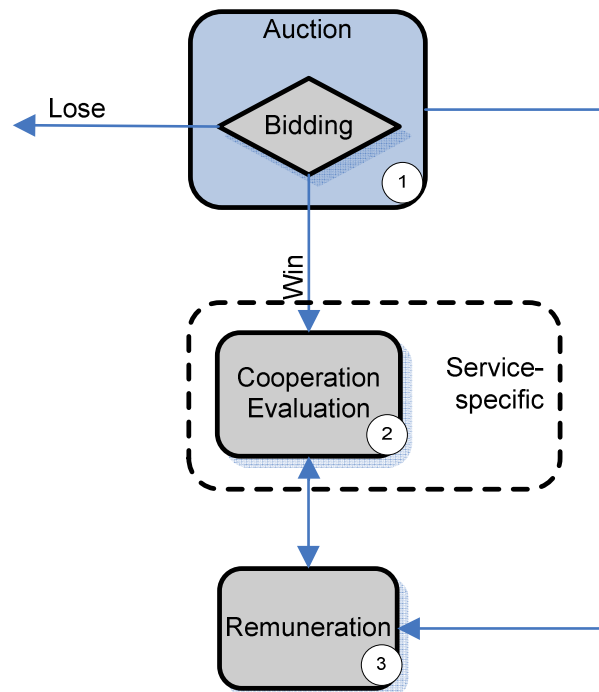 Auction
Lose
Bidding
1
Win
Cooperation
Evaluation
2
Service-
specific
Remuneration
3